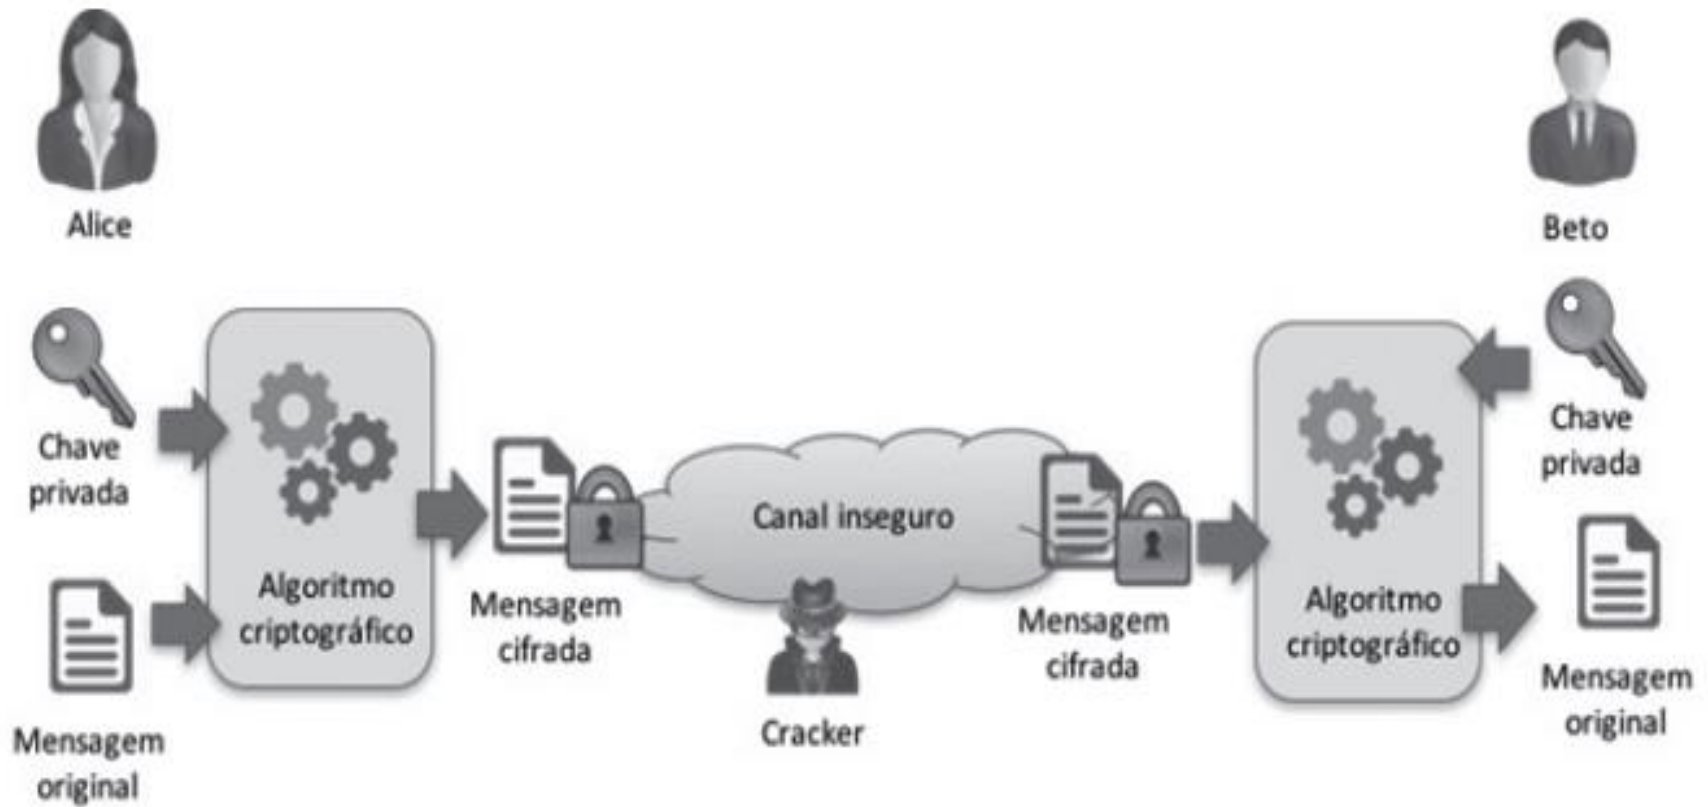 Alice
Beto
Chave
privada
Algoritmo
criptográfico
Mensagem
original
Mensagem
cifrada
Canal inseguro
Cracker
Mensagem
cifrada
Algoritmo
criptográfico
Chave
privada
Mensagem
original